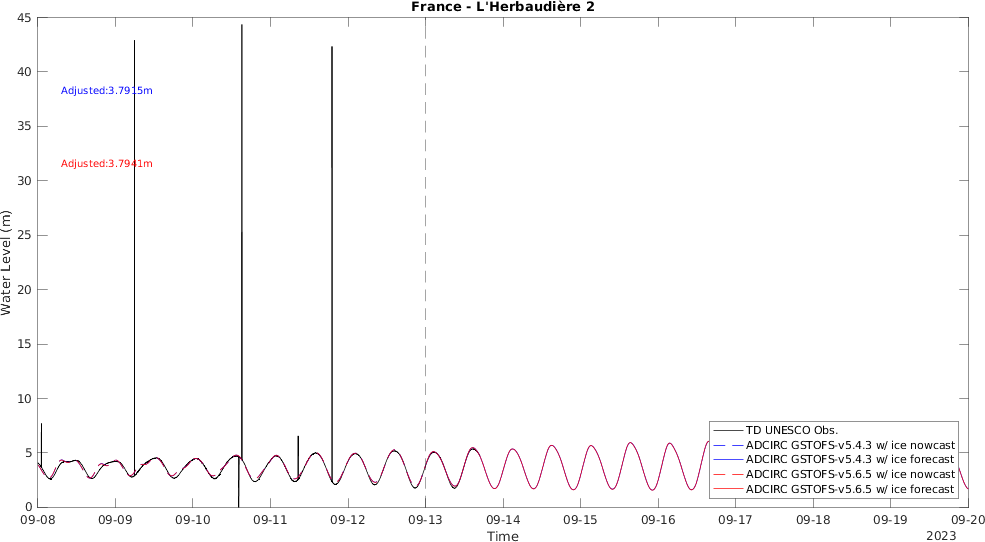 France - L'Herbaudière 2
45
40
35
30
25
20
15
10
5
0
Water Level (m)
Adjusted:3.7915m
Adjusted:3.7941m
TD UNESCO Obs.
ADCIRC GSTOFS-v5.4.3 w/ ice nowcast
ADCIRC GSTOFS-v5.4.3 w/ ice forecast
ADCIRC GSTOFS-v5.6.5 w/ ice nowcast
ADCIRC GSTOFS-v5.6.5 w/ ice forecast
09-08 09-09 09-10 09-11 09-12 09-13 09-14 09-15 09-16 09-17 09-18 09-19 09-20
Time
2023